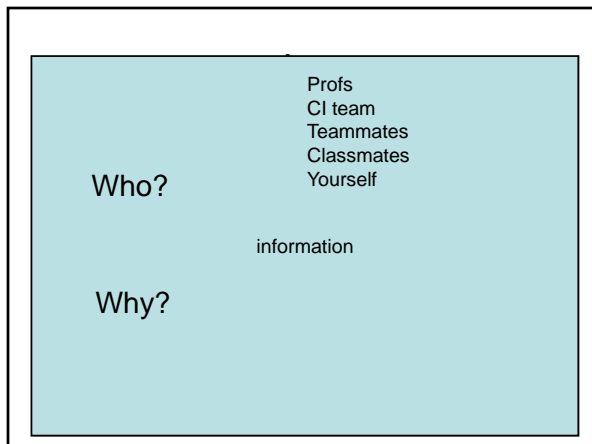 Profs
CI team
Teammates
Classmates
Yourself
Who?
information
Why?